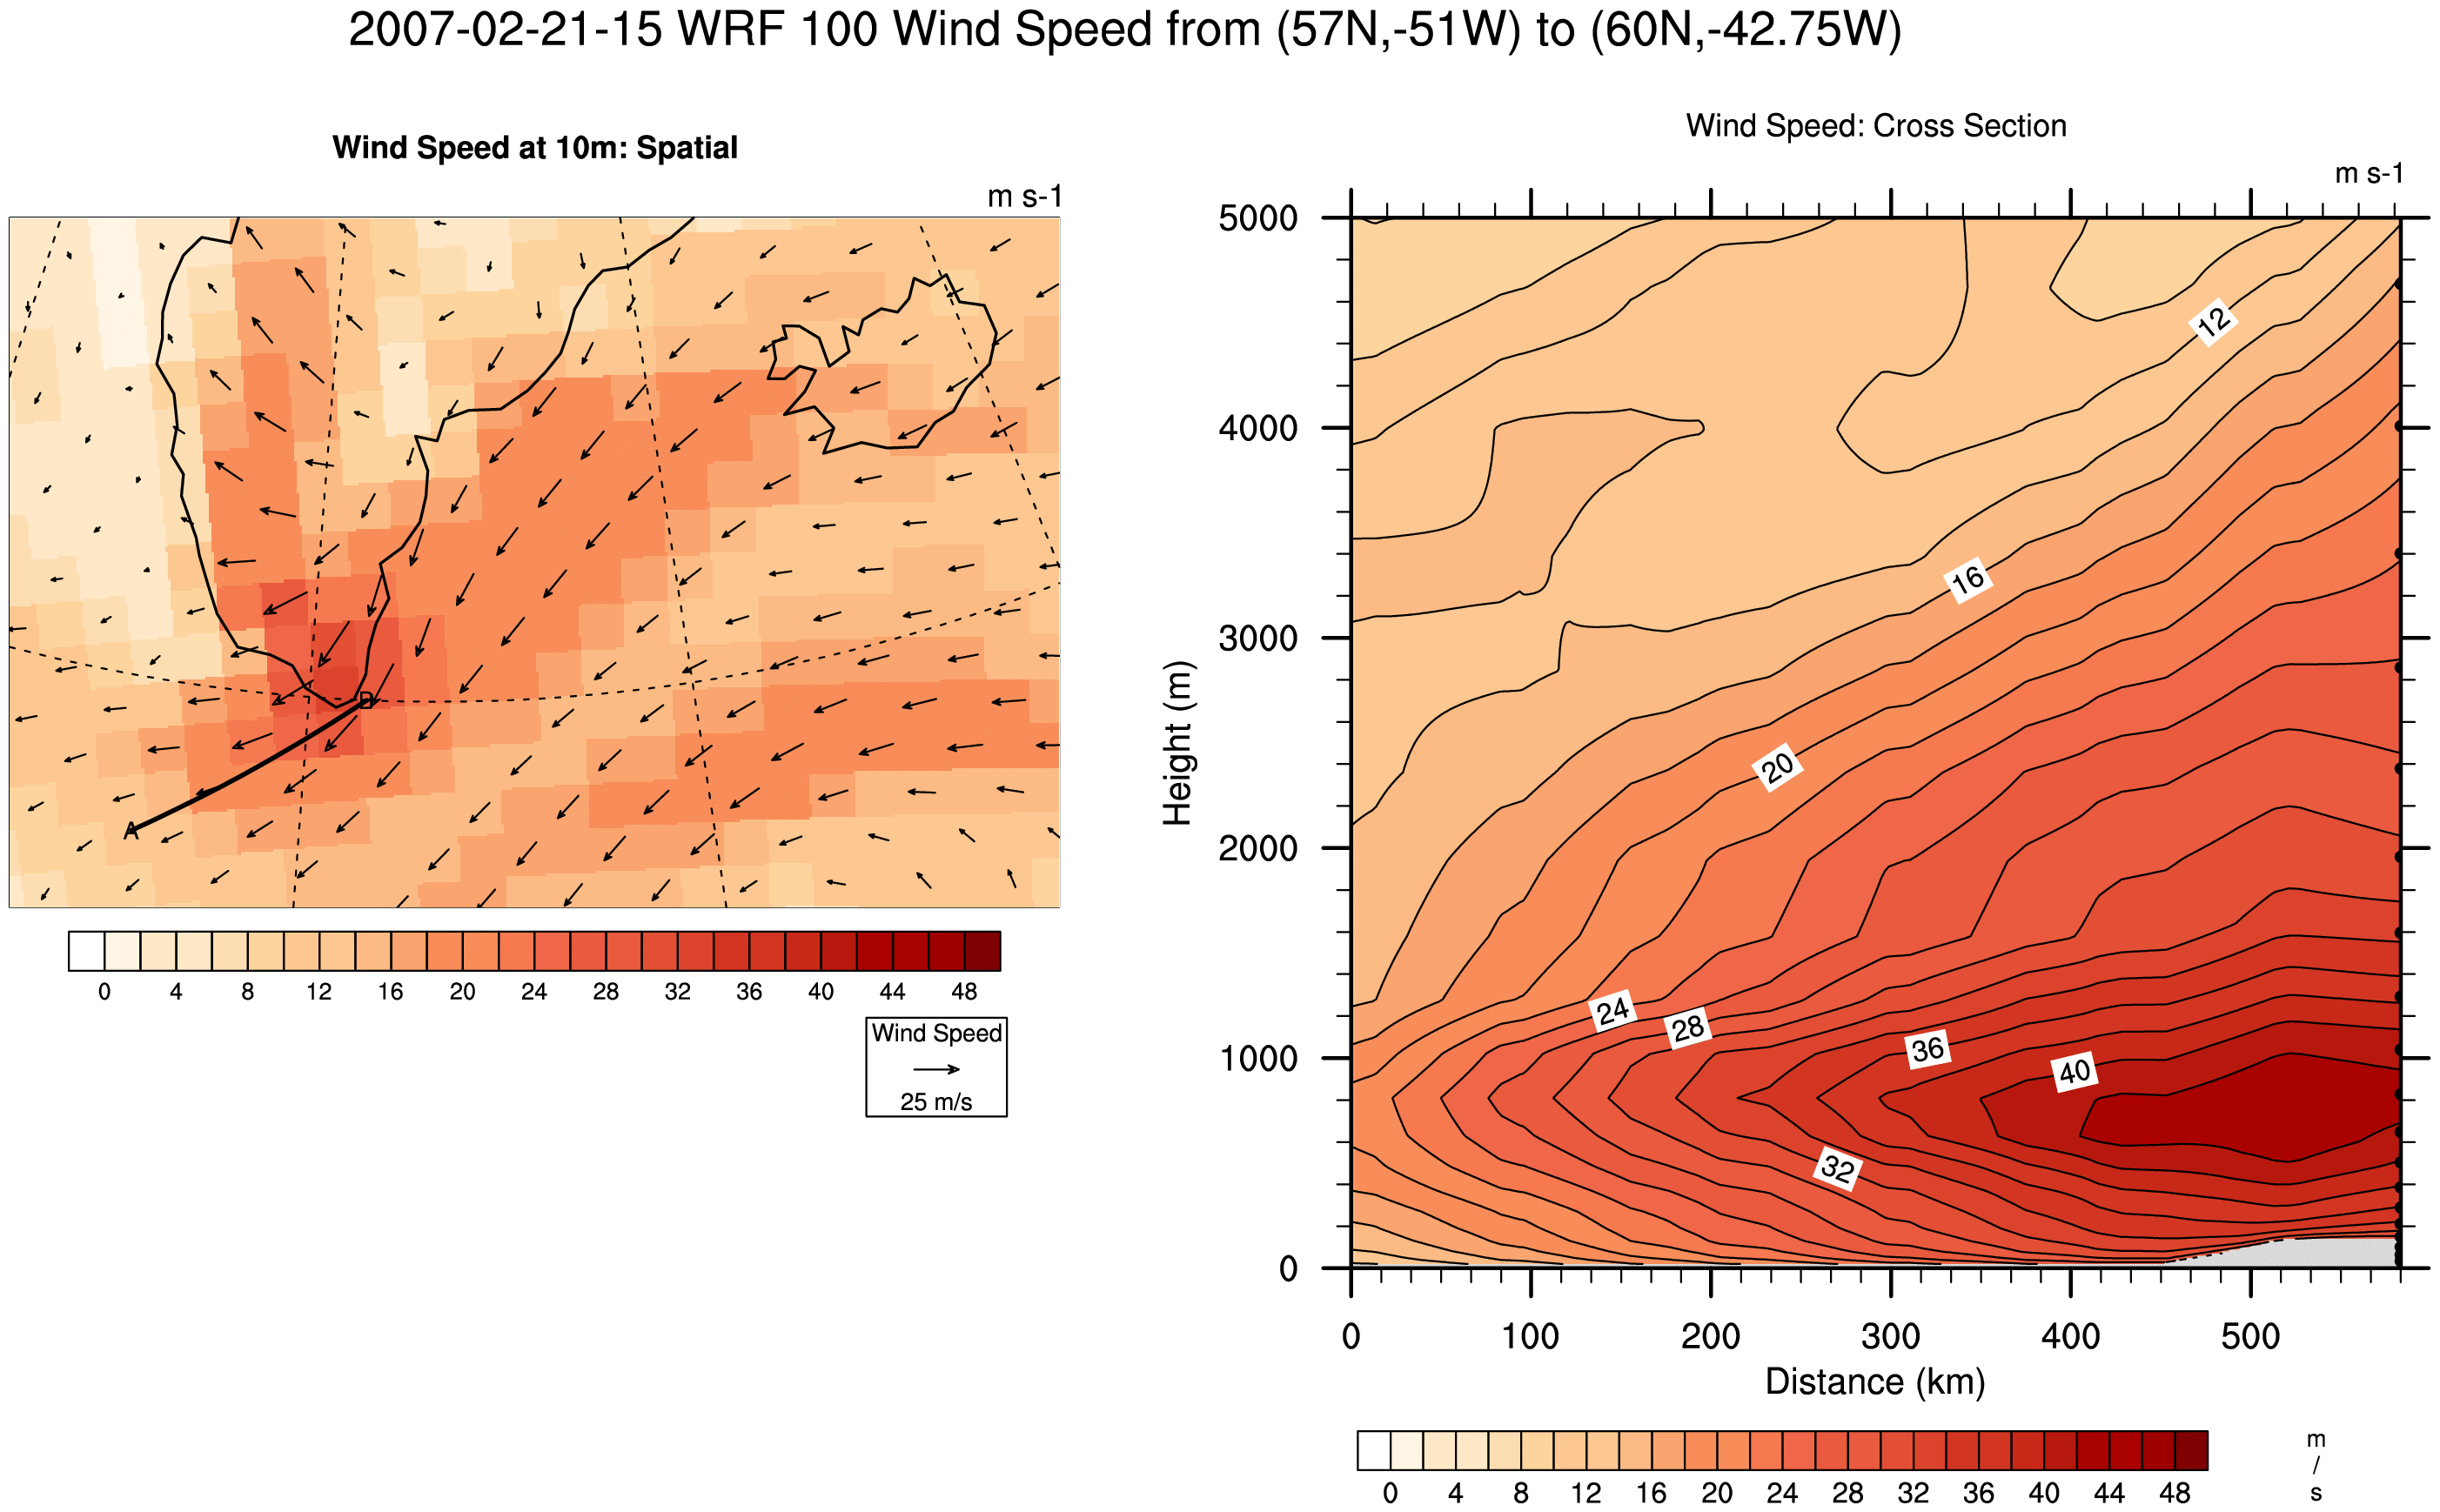 2007-02-21-15 WRF 100 Wind Speed from (57N,-51W) to (60N,-42.75W)
Wind Speed at 10m: Spatial
m s-1
A
B
0 4 8 12 16 20 24 28 32 36 40 44 48
Wind Speed
25 m/s
Wind Speed: Cross Section
m s-1
5000
4000
3000
2000
1000
0
Height (m)
12
16
20
24
28
36
40
32
0 100 200 300 400 500
Distance (km)
0 4 8 12 16 20 24 28 32 36 40 44 48
m
/
s